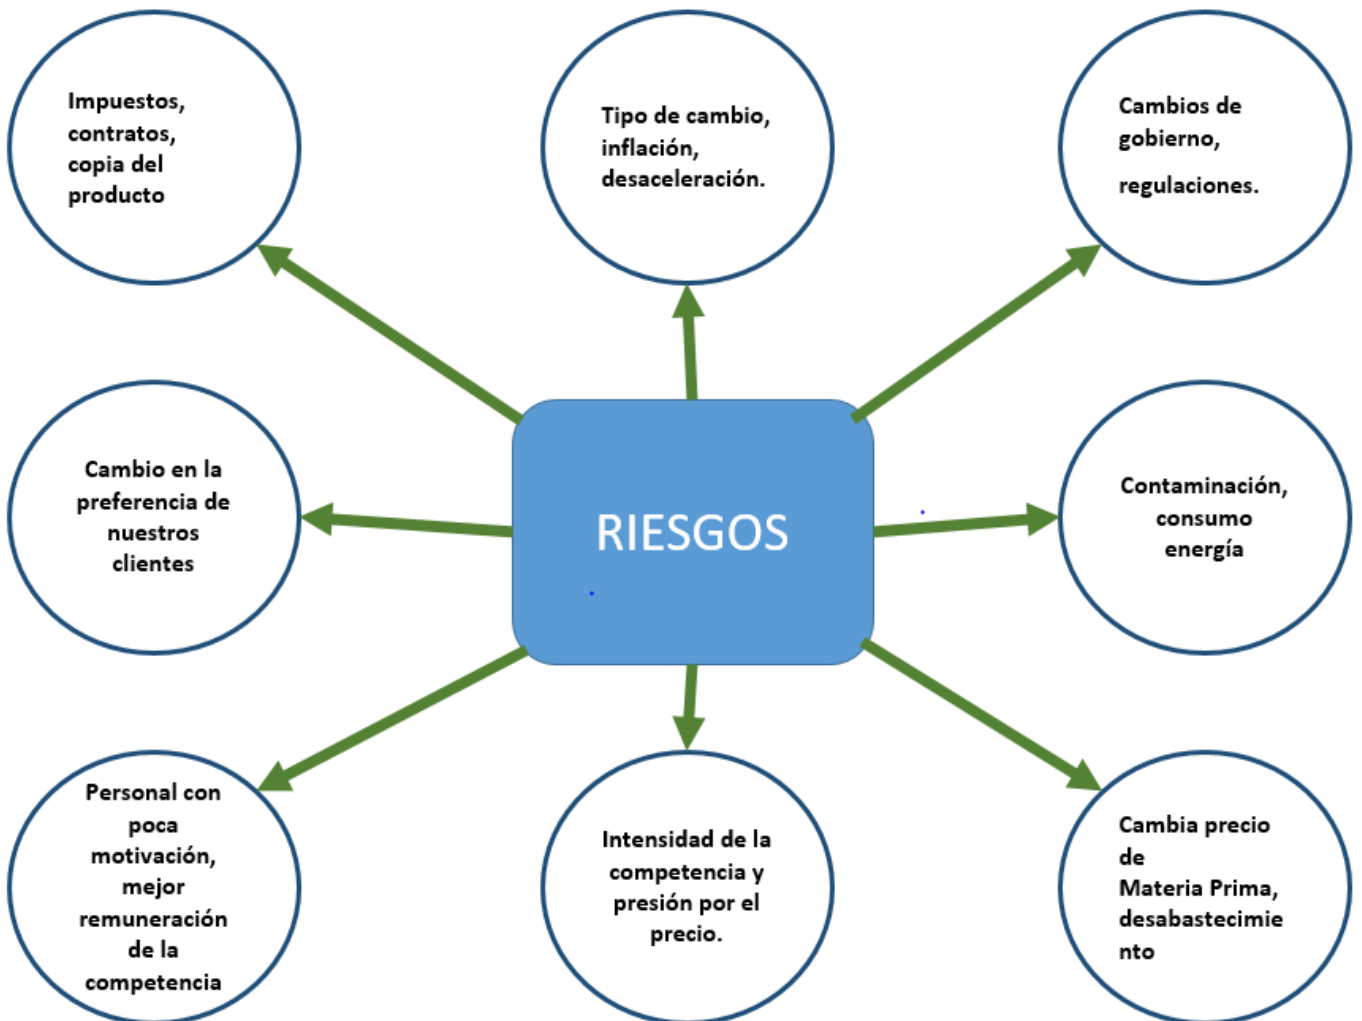 Impuestos,
contratos,
copia del
producto
Tipo de cambio,
inflación,
desaceleración.
Cambios de
gobierno,
regulaciones.
Cambio en la
preferencia de
nuestros
clientes
RIESGOS
Contaminación,
consumo
energía
Personal con
poca
motivación,
mejor
remuneración
de la
competencia
Intensidad de la
competencia y
presión por el
precio.
Cambia precio
de
Materia Prima,
desabastecimie
nto